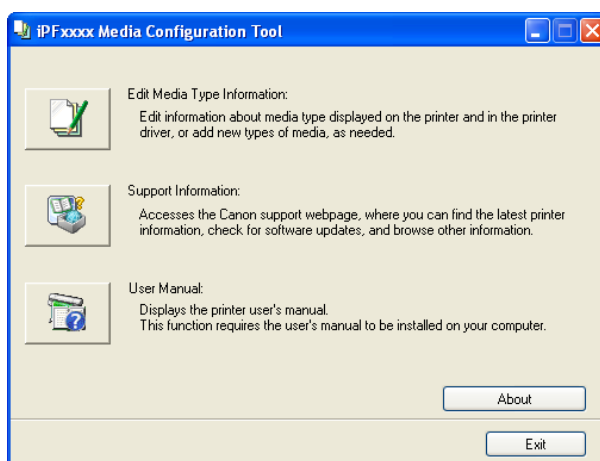 iPFxxxx Media Configuration Tool
Edit Media Type Information:
Edit information about media type displayed on the printer and in the printer
driver, or add new types of media, as needed.
Support Information:
Accesses the Canon support webpage, where you can find the latest printer
information, check for software updates, and browse other information.
User Manual:
Displays the printer user's manual.
This function requires the user's manual to be installed on your computer.
About
Exit